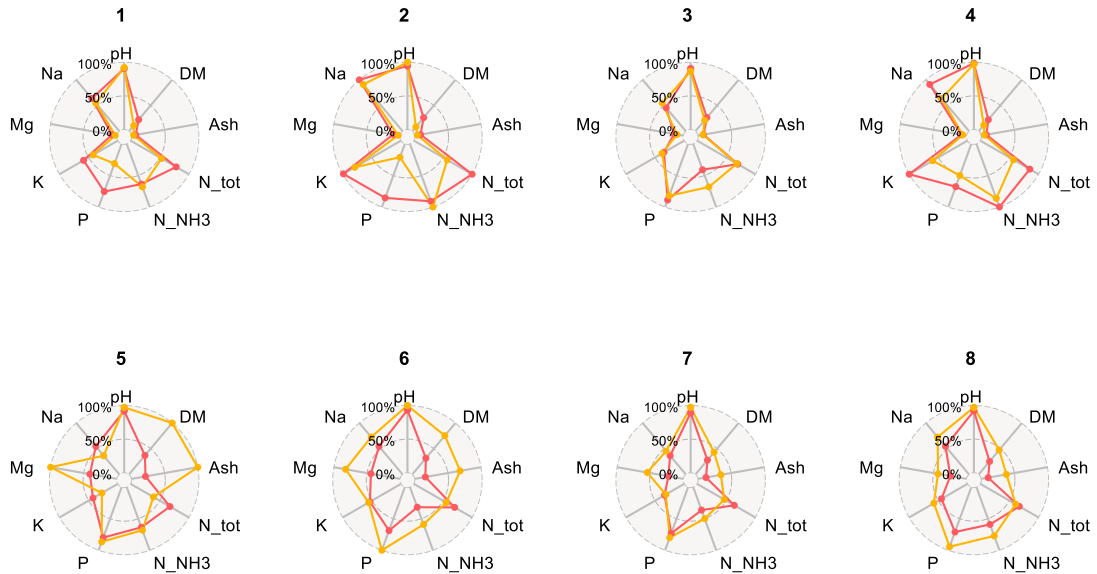 1
2
3
4
pH
pH
pH
pH
100%
100%
100%
100%
Na
DM
Na
DM
Na
DM
Na
DM
50%
50%
50%
50%
Mg
0%
Ash
Mg
0%
Ash
Mg
0%
Ash
Mg
0%
Ash
K
N_tot
K
N_tot
K
N_tot
K
N_tot
P
N_NH3
P
N_NH3
P
N_NH3
P
N_NH3
5
6
7
8
pH
pH
pH
pH
100%
100%
100%
100%
Na
DM
Na
DM
Na
DM
Na
DM
50%
50%
50%
50%
Mg
0%
Ash
Mg
0%
Ash
Mg
0%
Ash
Mg
0%
Ash
K
N_tot
K
N_tot
K
N_tot
K
N_tot
P
N_NH3
P
N_NH3
P
N_NH3
P
N_NH3